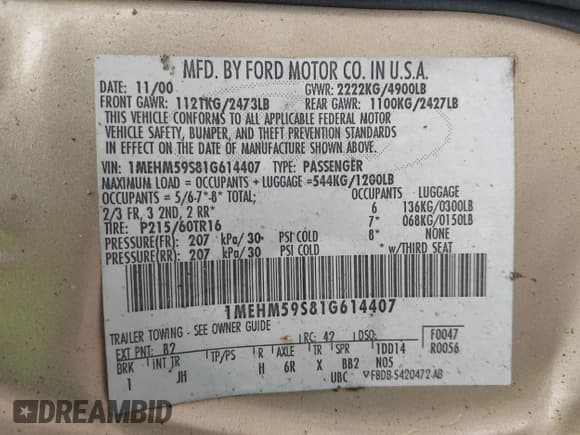 MFD. BY FORD MOTOR CO. IN U.S.A.
DATE: 11/00 GVWR: 2222KG/4900LB
FRONT GAWR: 1121KG/2473LB REAR GAWR: 1100KG/2427LB
THIS VEHICLE CONFORMS TO ALL APPLICABLE FEDERAL MOTOR
VEHICLE SAFETY, BUMPER, AND THEFT PREVENTION STANDARDS
IN EFFECT ON THE DATE OF MANUFACTURE SHOWN ABOVE.
VIN: 1MEHM59S81G614407 TYPE: PASSENGER
MAXIMUM LOAD = OCCUPANTS + LUGGAGE =544KG/1200LB
OCCUPANTS = 5/6-7*-8* TOTAL; OCCUPANTS LUGGAGE
2/3 FR, 3 2ND, 2 RR* 6 136KG/0300LB
TIRE: P215/60TR16 7* 068KG/0150LB
PRESSURE(FR): 207 kPa/30 PSI COLD 8* NONE
PRESSURE(RR): 207 kPa/30 PSI COLD * w/THIRD SEAT
1MEHM59S81G614407
TRAILER TOWING - SEE OWNER GUIDE F0047
EXT PNT: B2 RC: 42 DSO: R0056
BRK INT TR TP/PS R AXLE TR SPR 1DD14
1 JH H 6R X BB2 N05
UBC VF8DB-5420472-AB
DREAMBID